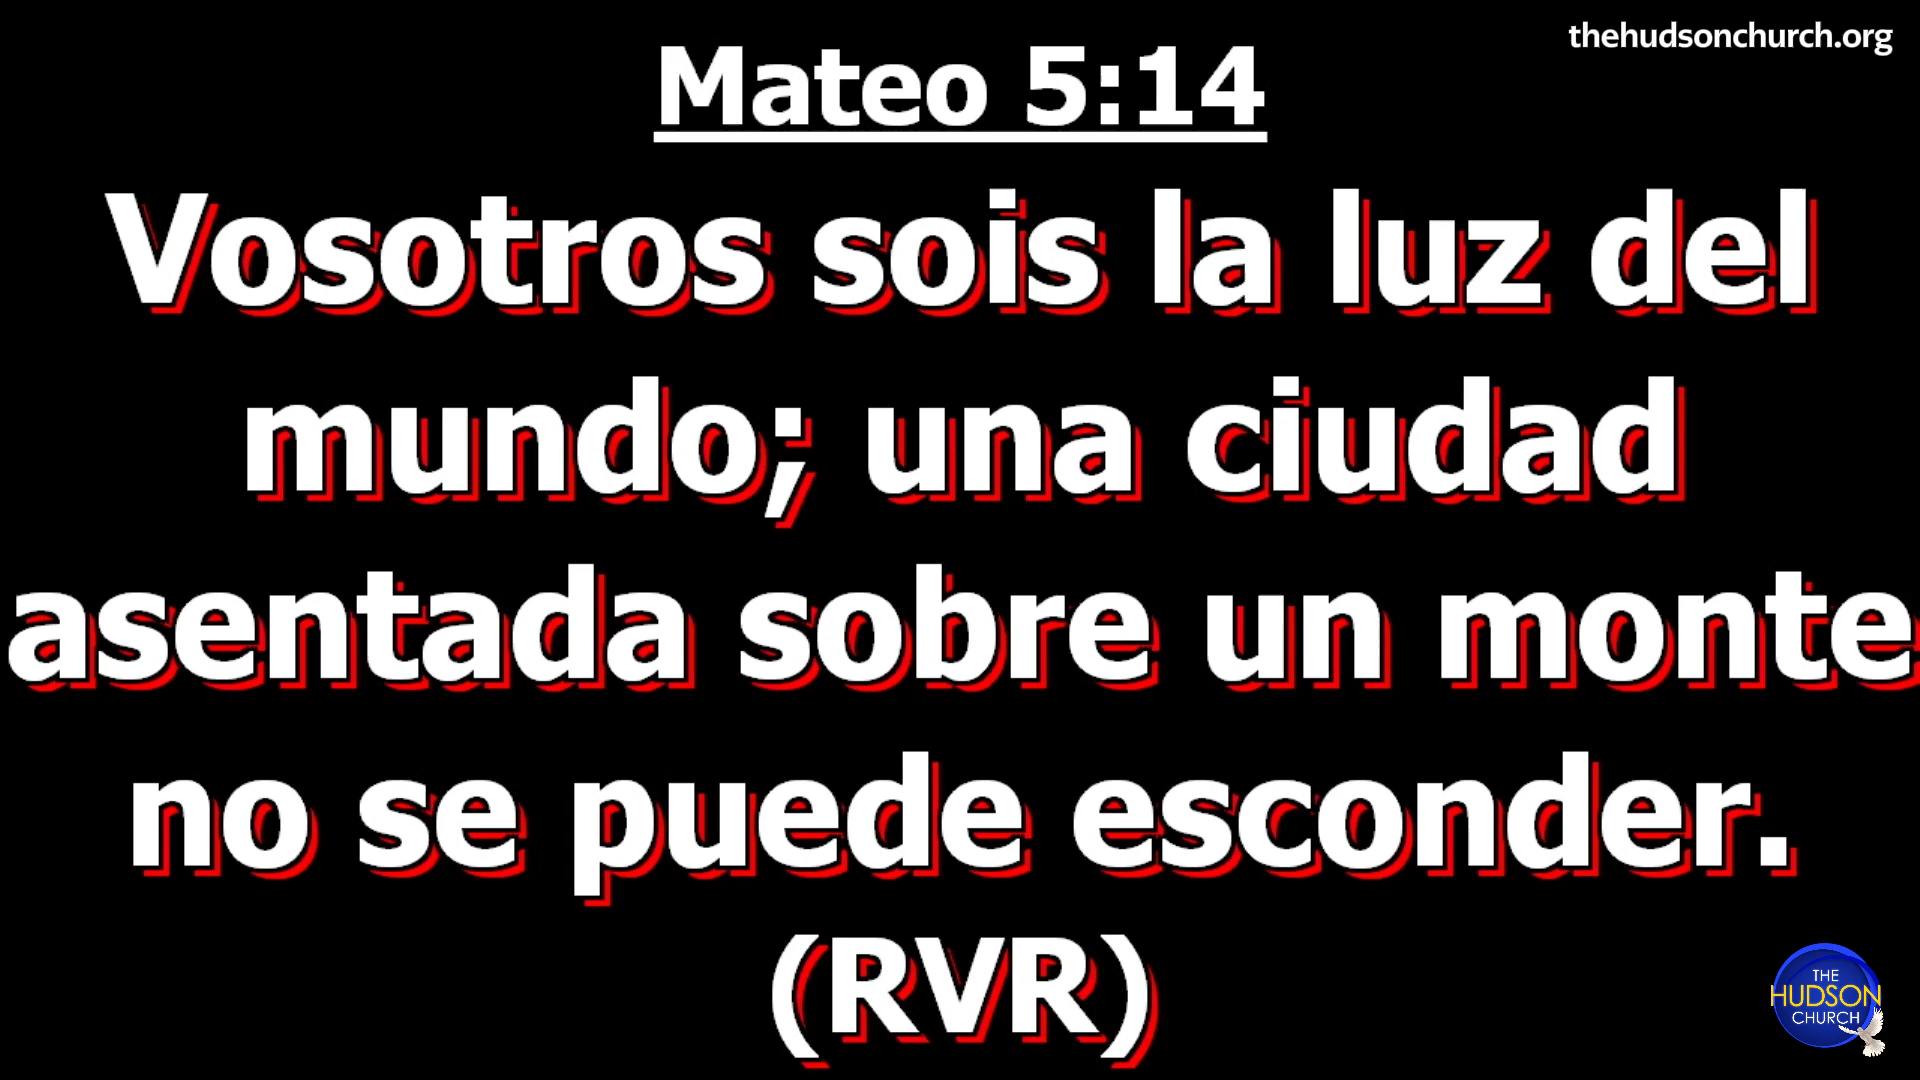 thehudsonchurch.org
Mateo 5:14
Vosotros sois la luz del
mundo; una ciudad
asentada sobre un monte
no se puede esconder.
(RVR)
THE
HUDSON
CHURCH